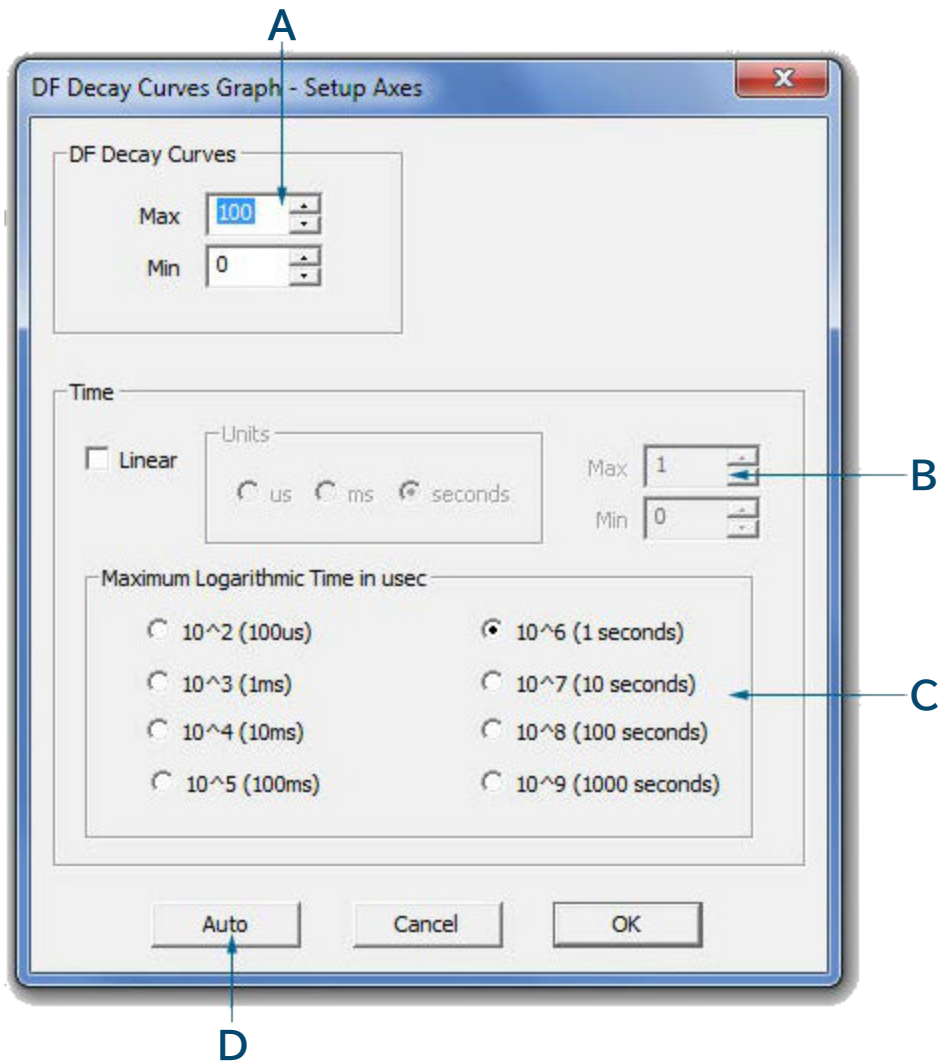 A
DF Decay Curves Graph - Setup Axes
DF Decay Curves
Max 100
Min 0
Time
Linear
Units
us ms seconds
Max 1
B
Min 0
Maximum Logarithmic Time in usec
10^2 (100us) 10^6 (1 seconds)
10^3 (1ms) 10^7 (10 seconds)
C
10^4 (10ms) 10^8 (100 seconds)
10^5 (100ms) 10^9 (1000 seconds)
Auto Cancel OK
D